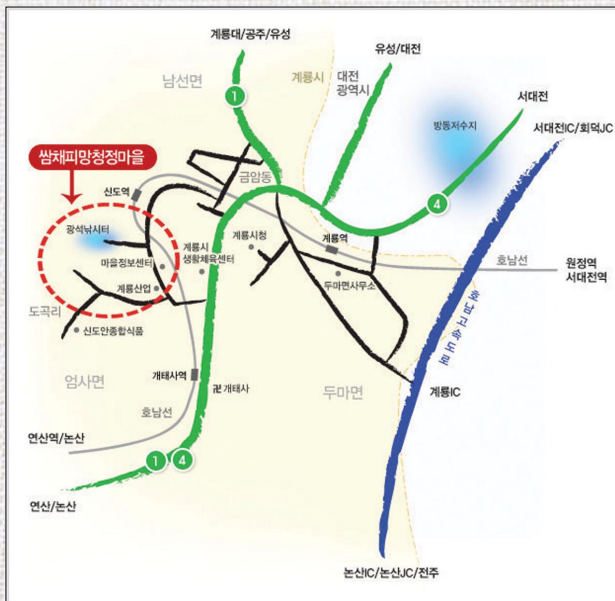 계룡대/공주/유성
유성/대전
남선면
계룡시
대전
광역시
1
서대전
방동저수지
서대전IC/회덕JC
쌈채피망청정마을
금암동
신도역
4
광석낚시터
계룡시청
계룡역
계룡시
생활체육센터
마을정보센터
호남선
원정역
서대전역
두마면사무소
계룡산업
도곡리
신도안종합식품
호남고속도로
개태사역
엄사면
卍개태사
두마면
계룡IC
호남선
연산역/논산
1
4
연산/논산
논산IC/논산JC/전주